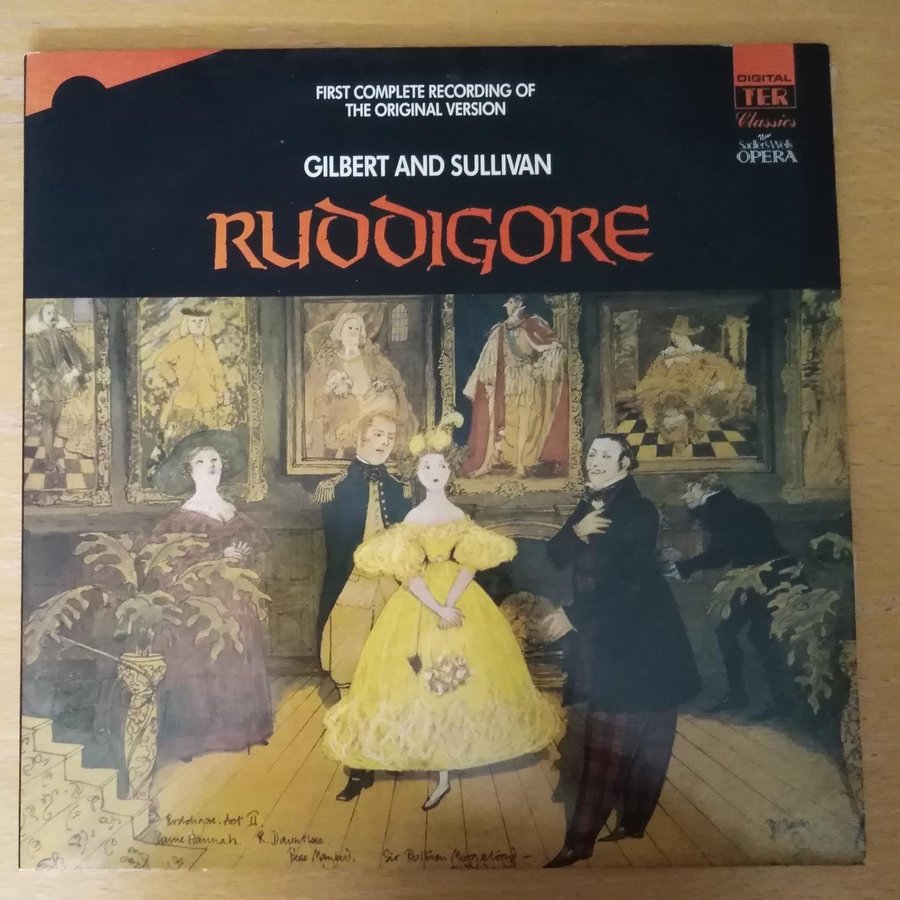 FIRST COMPLETE RECORDING OF
THE ORIGINAL VERSION
GILBERT AND SULLIVAN
RUDDIGORE
DIGITAL
TER
Classics
New
Sadler's Wells
OPERA
Ruddigore. Act II.
Dame Hannah. R. Dauntless
Rose Maybud. Sir Ruthven Murgatroyd